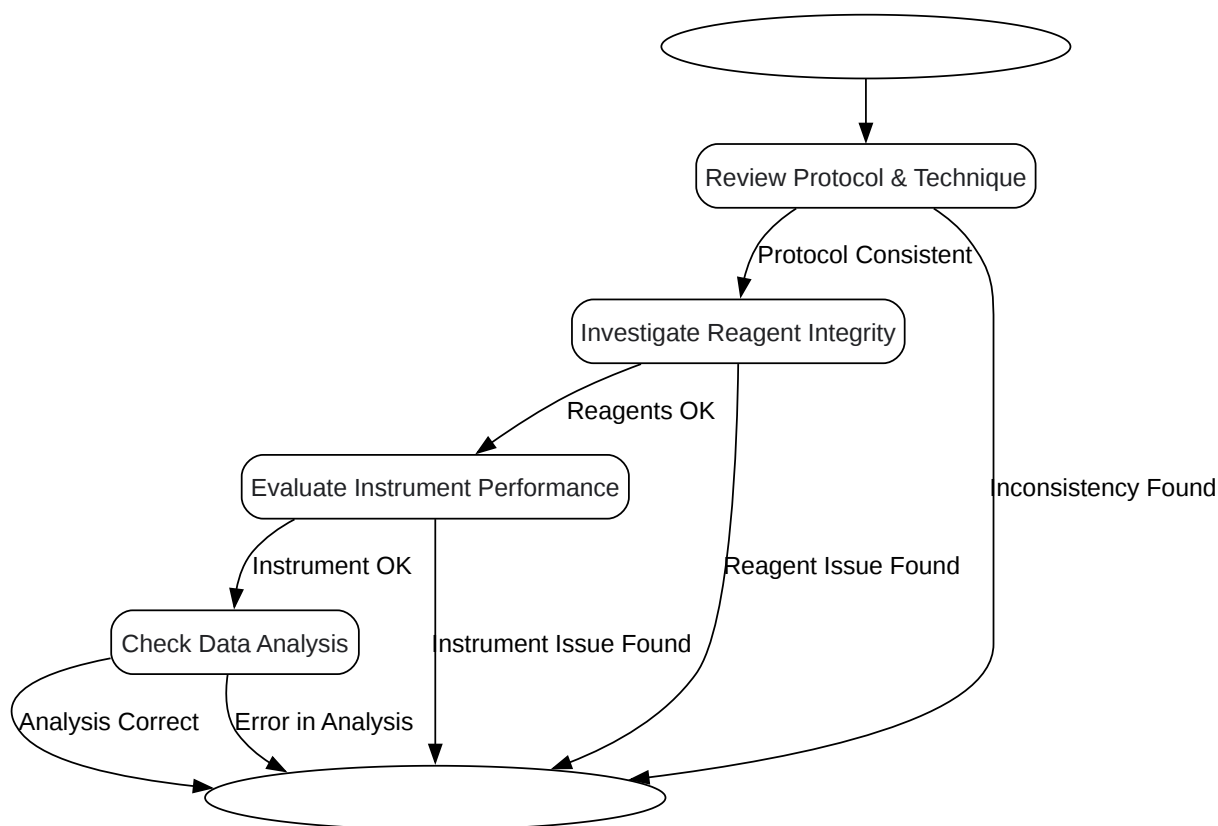 Review Protocol & Technique
Protocol Consistent
Investigate Reagent Integrity
Reagents OK
Evaluate Instrument Performance
Inconsistency Found
Instrument OK
Reagent Issue Found
Check Data Analysis
Instrument Issue Found
Analysis Correct
Error in Analysis